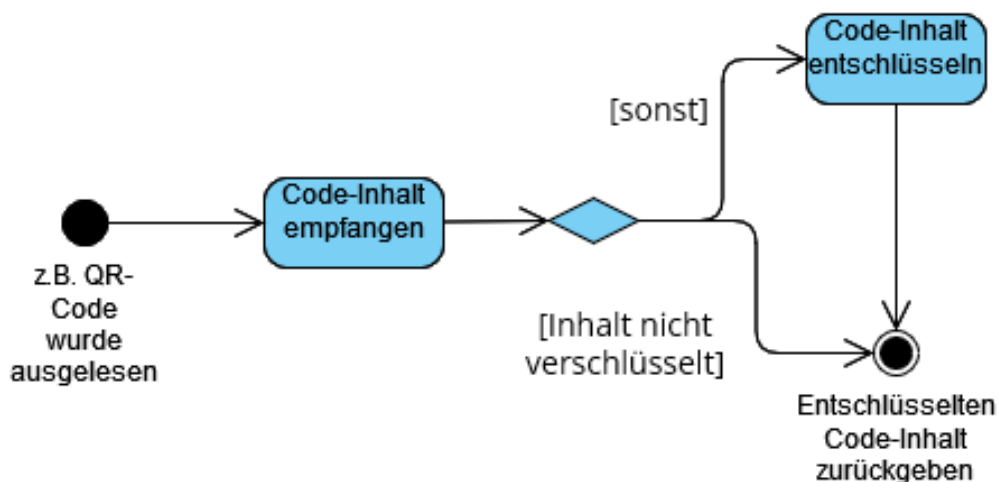 Code-Inhalt
entschlüsseln
[sonst]
Code-Inhalt
empfangen
z.B. QR-
Code
wurde
ausgelesen
[Inhalt nicht
verschlüsselt]
Entschlüsselten
Code-Inhalt
zurückgeben